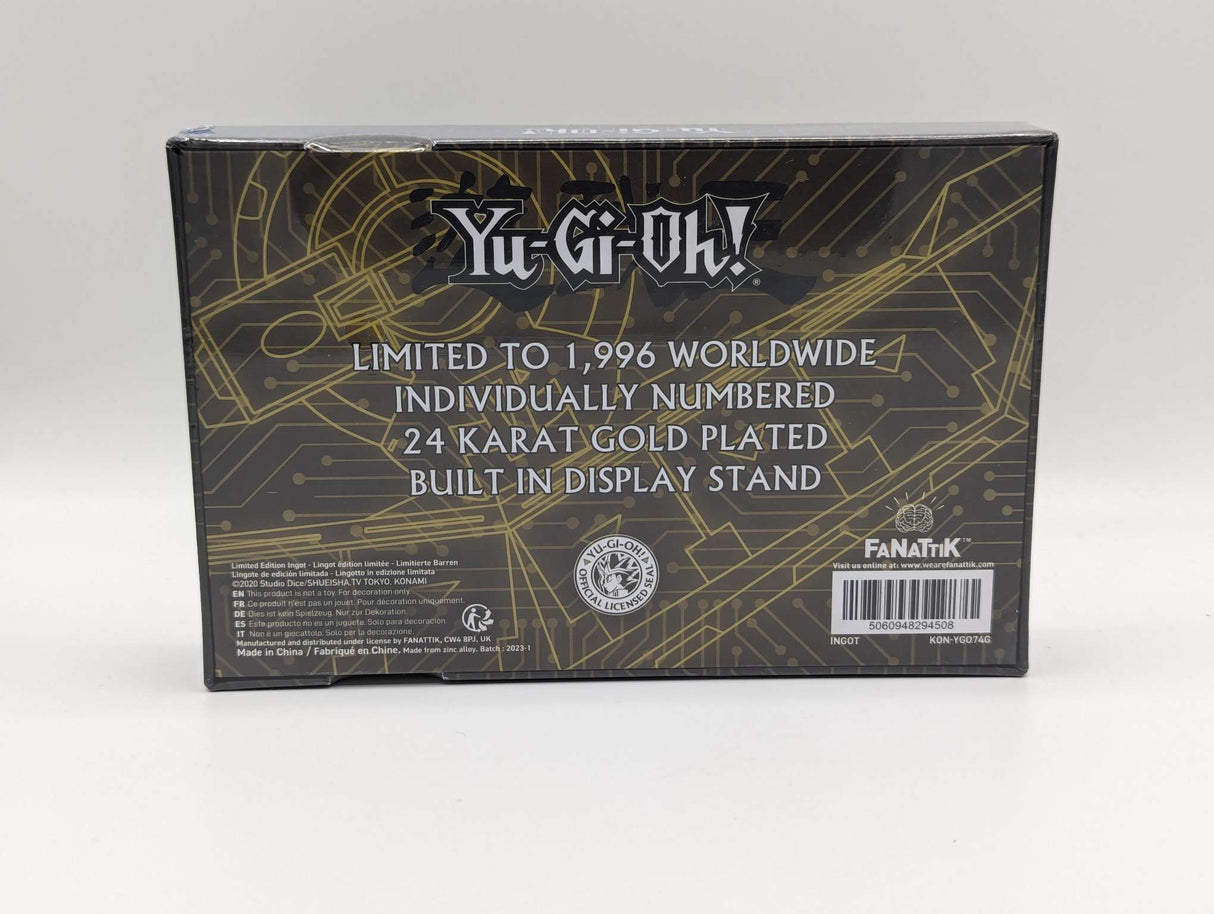 Yu-Gi-Oh!
Yu-Gi-Oh!®
LIMITED TO 1,996 WORLDWIDE
INDIVIDUALLY NUMBERED
24 KARAT GOLD PLATED
BUILT IN DISPLAY STAND
FANATTIK™
Visit us online at: www.wearefanattik.com
5060948294508
INGOT KON-YGO74G
YU-GI-OH!
OFFICIAL LICENSED SEAL
Limited Edition Ingot - Lingot édition limitée - Limitierte Barren
Lingote de edición limitada - Lingotto in edizione limitata
©2020 Studio Dice/SHUEISHA, TV TOKYO, KONAMI
EN This product is not a toy. For decoration only.
FR Ce produit n'est pas un jouet. Pour décoration uniquement.
DE Dies ist kein Spielzeug. Nur zur Dekoration.
ES Este producto no es un juguete. Solo para decoración.
IT Non è un giocattolo. Solo per la decorazione.
Manufactured and distributed under license by FANATTIK, CW4 8PJ, UK
Made in China / Fabriqué en Chine. Made from zinc alloy. Batch : 2023-1